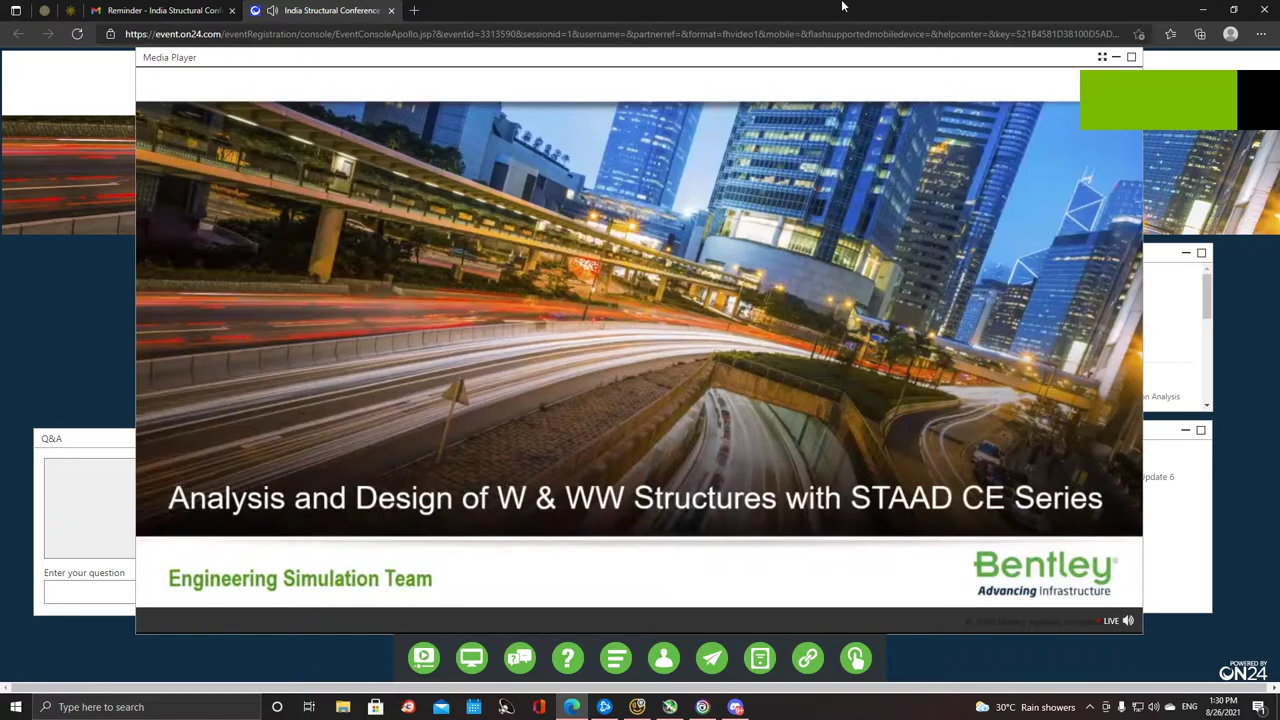 Reminder - India Structural Conf
India Structural Conference
https://event.on24.com/eventRegistration/console/EventConsoleApollo.jsp?&eventid=3313590&sessionid=1&username=&partnerref=&format=fhvideo1&mobile=&flashsupportedmobiledevice=&helpcenter=&key=521B4581D38100D5AD...
Media Player
on Analysis
Q&A
Update 6
Analysis and Design of W & WW Structures with STAAD CE Series
Enter your question
Engineering Simulation Team
Bentley®
Advancing Infrastructure
LIVE
POWERED BY
ON24
Type here to search
30°C Rain showers
ENG
1:30 PM
8/26/2021
1